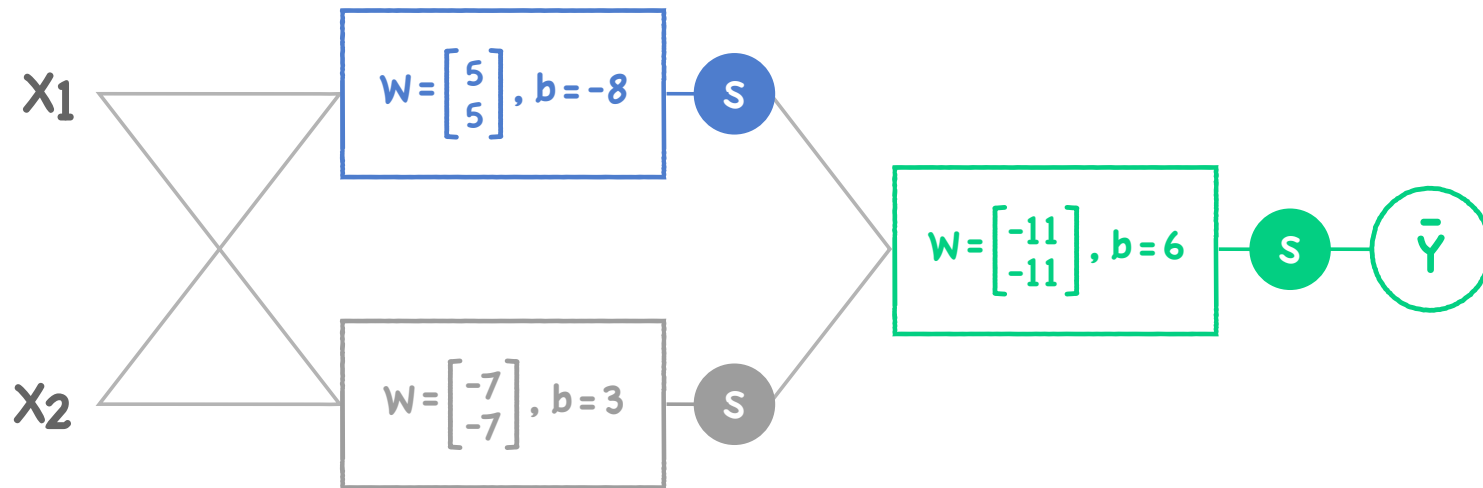 X1
W = [5 5], b = -8
S
X2
W = [-7 -7], b = 3
S
W = [-11 -11], b = 6
S
Ȳ